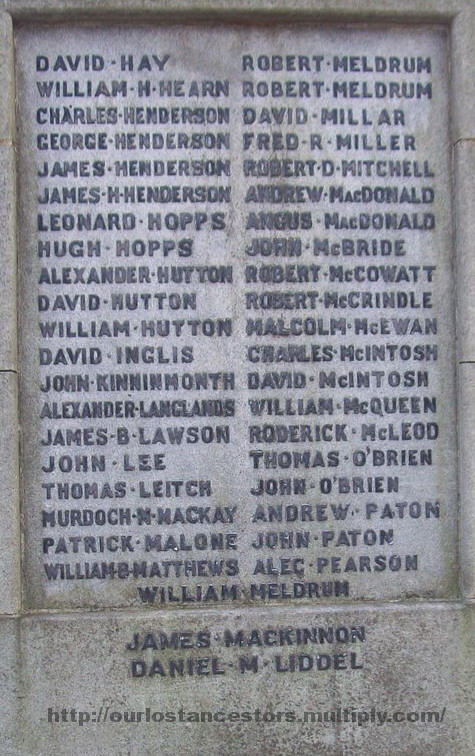 DAVID·HAY
WILLIAM·H·HEARN
CHARLES·HENDERSON
GEORGE·HENDERSON
JAMES·HENDERSON
JAMES·H·HENDERSON
LEONARD·HOPPS
HUGH·HOPPS
ALEXANDER·HUTTON
DAVID·HUTTON
WILLIAM·HUTTON
DAVID·INGLIS
JOHN·KINNINMONTH
ALEXANDER·LANGLANDS
JAMES·B·LAWSON
JOHN·LEE
THOMAS·LEITCH
MURDOCH·M·MACKAY
PATRICK·MALONE
WILLIAM·B·MATTHEWS
ROBERT·MELDRUM
ROBERT·MELDRUM
DAVID·MILLAR
FRED·R·MILLER
ROBERT·D·MITCHELL
ANDREW·MACDONALD
ANGUS·MACDONALD
JOHN·McBRIDE
ROBERT·McCOWATT
ROBERT·McCRINDLE
MALCOLM·McEWAN
CHARLES·McINTOSH
DAVID·McINTOSH
WILLIAM·McQUEEN
RODERICK·McLEOD
THOMAS·O'BRIEN
JOHN·O'BRIEN
ANDREW·PATON
JOHN·PATON
ALEC·PEARSON
WILLIAM·MELDRUM
JAMES·MACKINNON
DANIEL·M·LIDDEL
http://ourlostancestors.multiply.com/